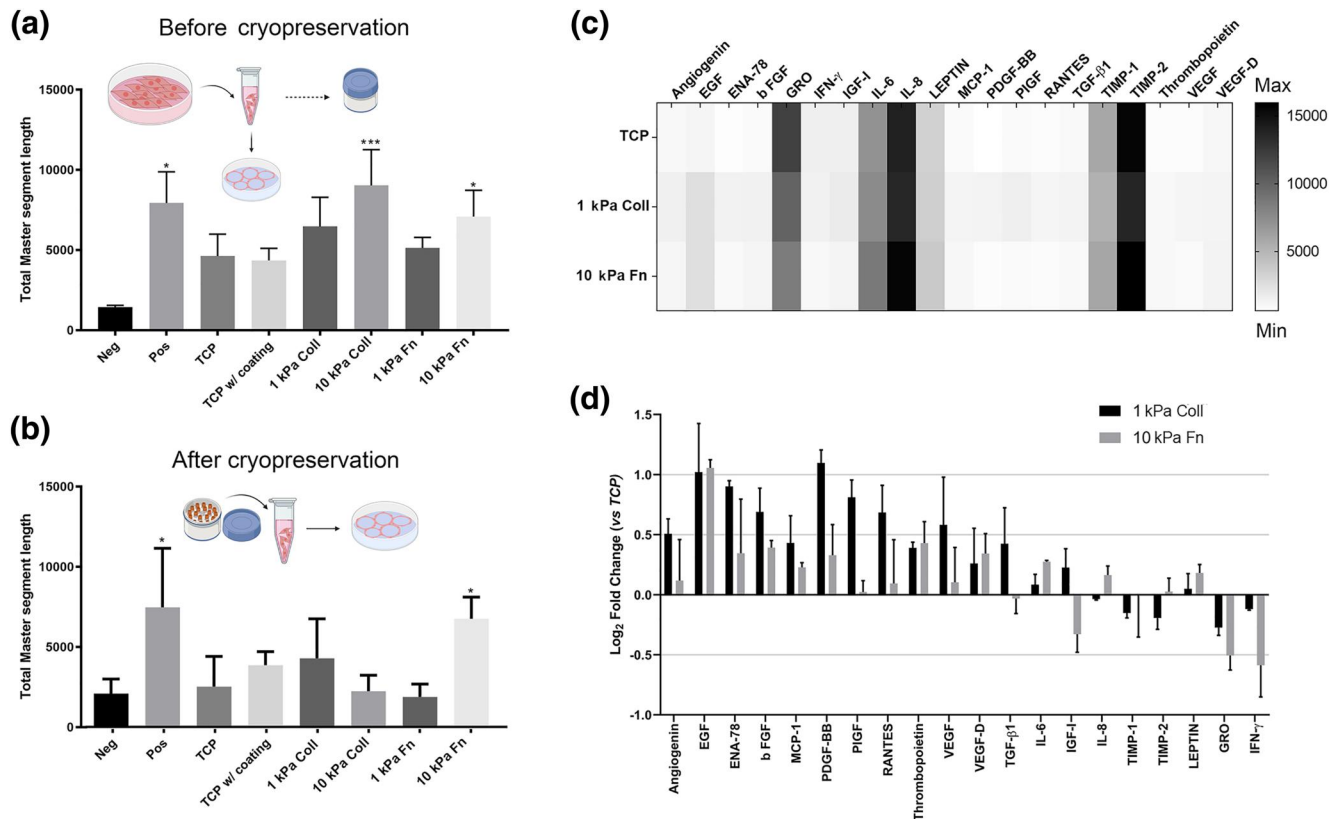 (a)
Before cryopreservation
Total Master segment length
15000
10000
5000
0
*
***
*
Neg
Pos
TCP
TCP w/ coating
1 kPa Coll
10 kPa Coll
1 kPa Fn
10 kPa Fn
(b)
After cryopreservation
Total Master segment length
15000
10000
5000
0
*
*
Neg
Pos
TCP
TCP w/ coating
1 kPa Coll
10 kPa Coll
1 kPa Fn
10 kPa Fn
(c)
Angiogenin
EGF
ENA-78
b FGF
GRO
IFN-γ
IGF-I
IL-6
IL-8
LEPTIN
MCP-1
PDGF-BB
PIGF
RANTES
TGF-β1
TIMP-1
TIMP-2
Thrombopoietin
VEGF
VEGF-D
TCP
1 kPa Coll
10 kPa Fn
Max
15000
10000
5000
Min
(d)
1 kPa Coll
10 kPa Fn
Log2 Fold Change (vs TCP)
1.5
1.0
0.5
0.0
-0.5
-1.0
Angiogenin
EGF
ENA-78
b FGF
MCP-1
PDGF-BB
PIGF
RANTES
Thrombopoietin
VEGF
VEGF-D
TGF-β1
IL-6
IGF-I
IL-8
TIMP-1
TIMP-2
LEPTIN
GRO
IFN-γ